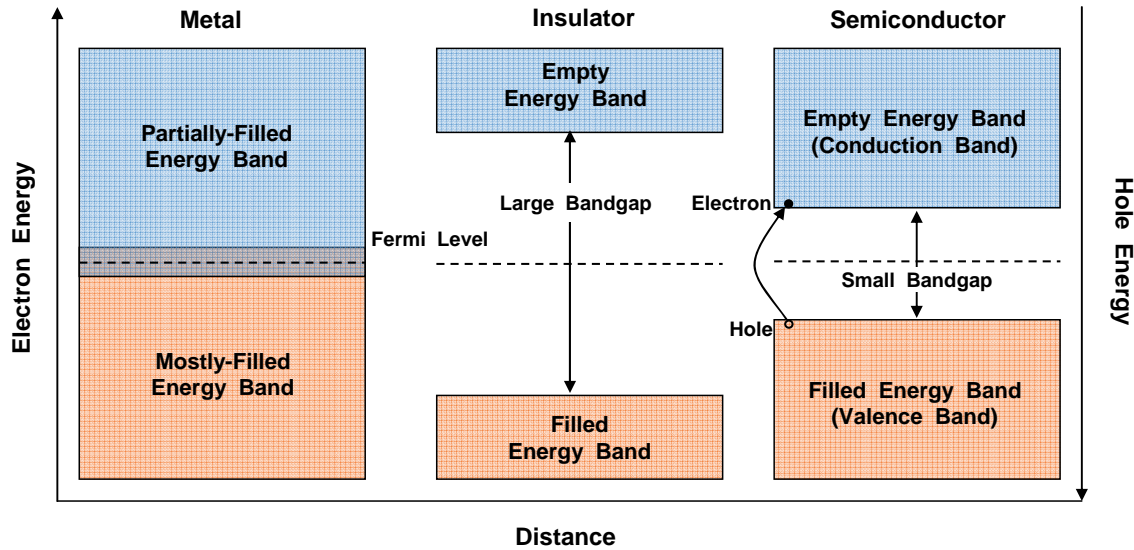 Metal
Insulator
Semiconductor
Electron Energy
Partially-Filled
Energy Band
Fermi Level
Mostly-Filled
Energy Band
Empty
Energy Band
Large Bandgap
Filled
Energy Band
Empty Energy Band
(Conduction Band)
Electron
Small Bandgap
Hole
Filled Energy Band
(Valence Band)
Hole Energy
Distance